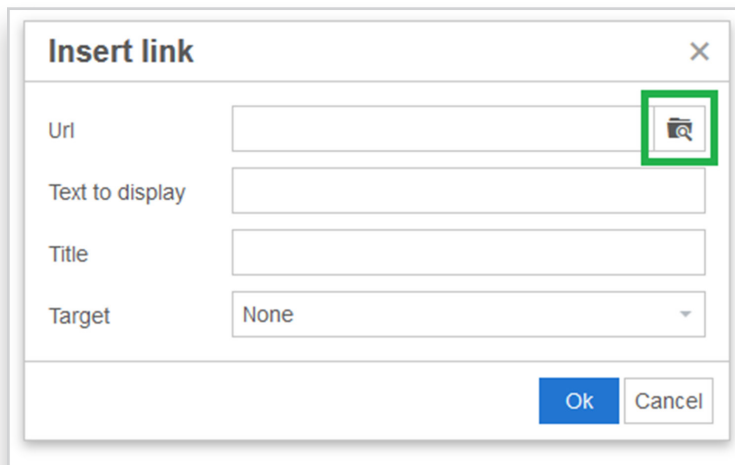 Insert link
Url
Text to display
Title
Target None
Ok Cancel